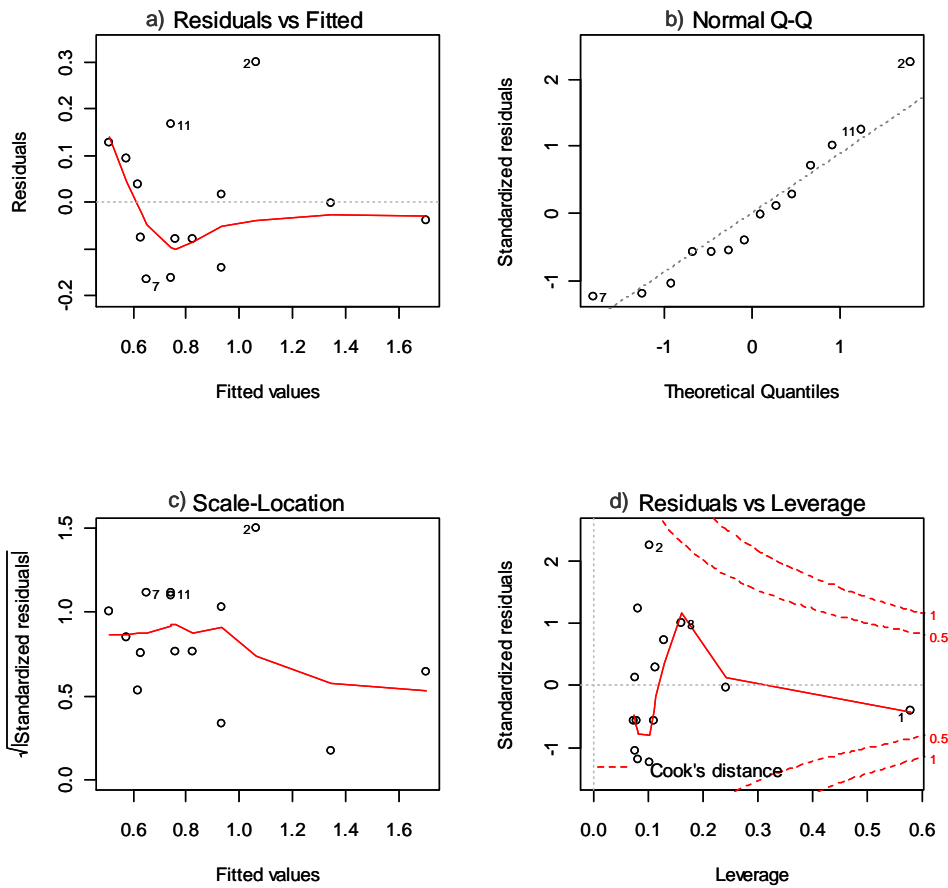 a) Residuals vs Fitted
Residuals
0.3
0.2
0.1
0.0
-0.2
2
11
7
0.6 0.8 1.0 1.2 1.4 1.6
Fitted values
b) Normal Q-Q
Standardized residuals
2
1
0
-1
2
11
7
-1 0 1
Theoretical Quantiles
c) Scale-Location
√|Standardized residuals|
1.5
1.0
0.5
0.0
2
7 11
0.6 0.8 1.0 1.2 1.4 1.6
Fitted values
d) Residuals vs Leverage
Standardized residuals
2
1
0
-1
2
8
1
1
0.5
0.5
1
Cook's distance
0.0 0.1 0.2 0.3 0.4 0.5 0.6
Leverage